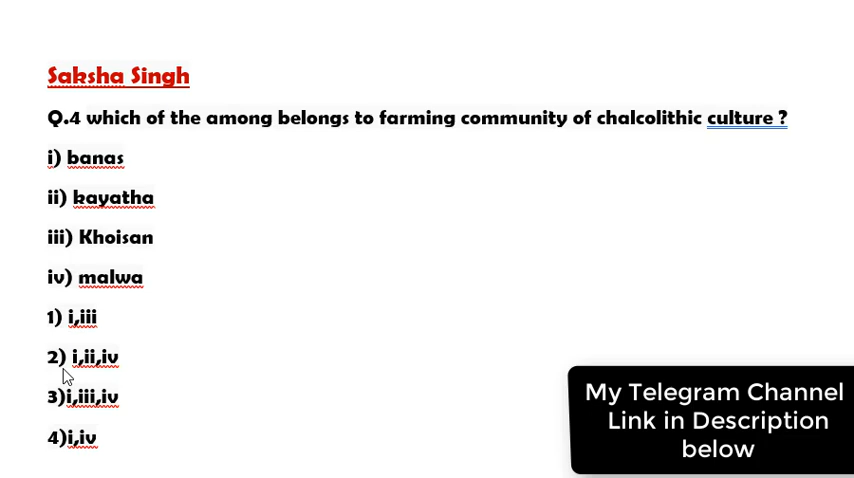 Saksha Singh
Q.4 which of the among belongs to farming community of chalcolithic culture ?
i) banas
ii) kayatha
iii) Khoisan
iv) malwa
1) i,iii
2) i,ii,iv
3)i,iii,iv
4)i,iv
My Telegram Channel
Link in Description
below